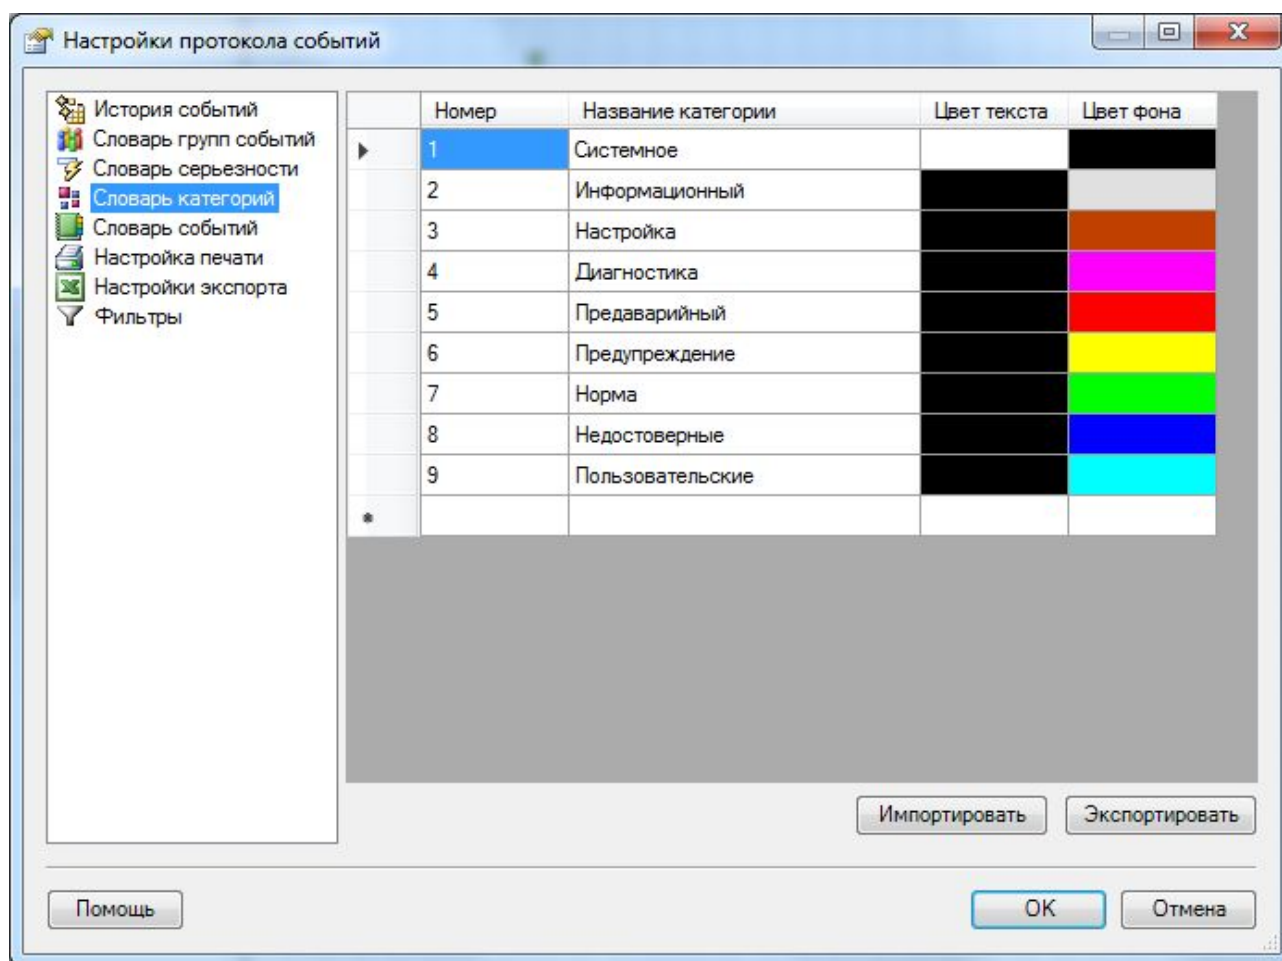 Настройки протокола событий
История событий
Словарь групп событий
Словарь серьезности
Словарь категорий
Словарь событий
Настройка печати
Настройки экспорта
Фильтры
Номер Название категории Цвет текста Цвет фона
1 Системное
2 Информационный
3 Настройка
4 Диагностика
5 Предаварийный
6 Предупреждение
7 Норма
8 Недостоверные
9 Пользовательские
Импортировать Экспортировать
Помощь OK Отмена